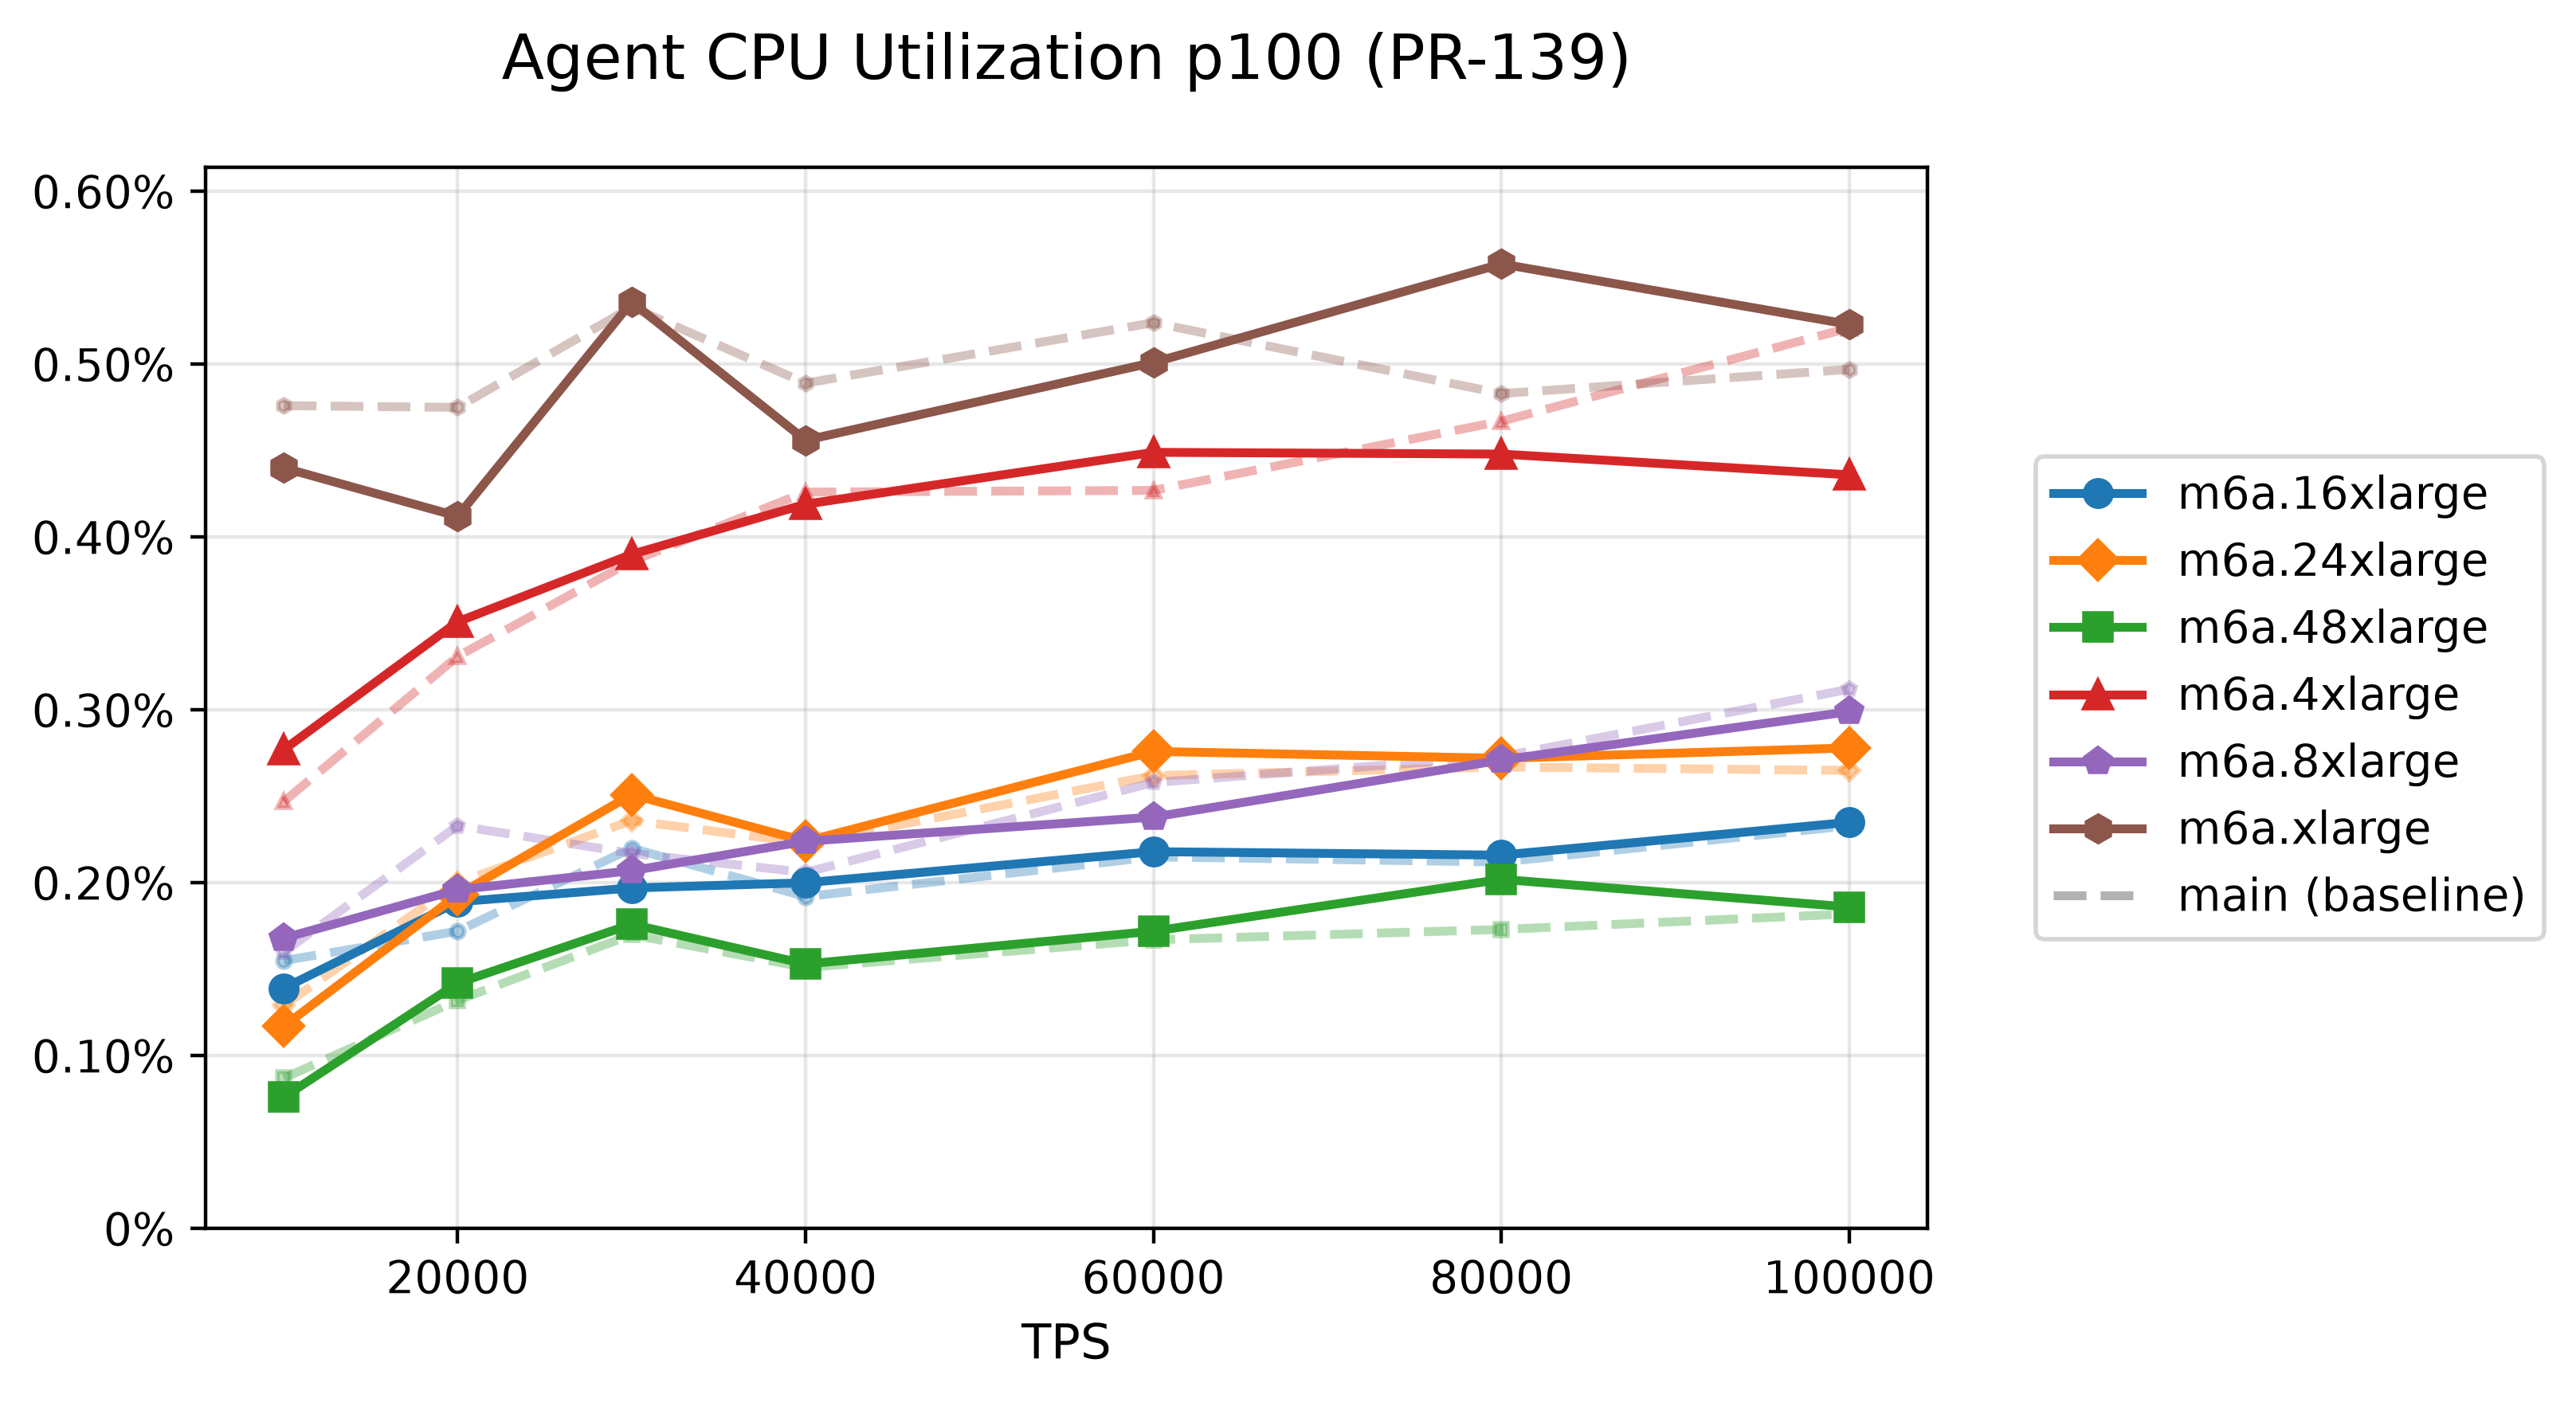 Agent CPU Utilization p100 (PR-139)
0.60%
0.50%
0.40%
0.30%
0.20%
0.10%
0%
20000 40000 60000 80000 100000
TPS
m6a.16xlarge
m6a.24xlarge
m6a.48xlarge
m6a.4xlarge
m6a.8xlarge
m6a.xlarge
main (baseline)